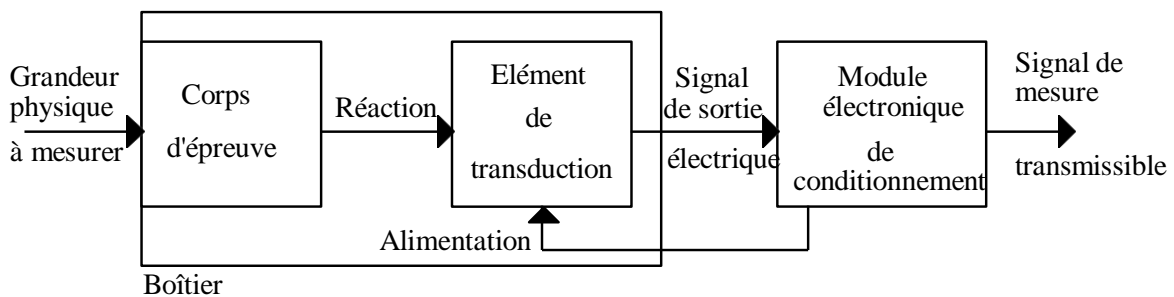 Grandeur
physique
à mesurer
Corps
d'épreuve
Réaction
Elément
de
transduction
Signal
de sortie
électrique
Module
électronique
de
conditionnement
Signal de
mesure
transmissible
Alimentation
Boîtier